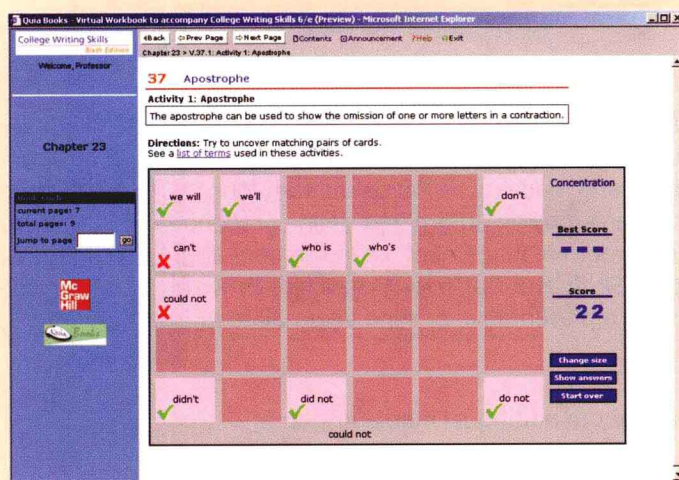 Quia Books - Virtual Workbook to accompany College Writing Skills 6/e (Preview) - Microsoft Internet Explorer
College Writing Skills
Sixth Edition
Welcome, Professor
Back Prev Page Next Page Contents Announcement Help Exit
Chapter 23 > V.37.1: Activity 1: Apostrophe
37 Apostrophe
Activity 1: Apostrophe
The apostrophe can be used to show the omission of one or more letters in a contraction.
Directions: Try to uncover matching pairs of cards.
See a list of terms used in these activities.
Chapter 23
current page: 7
total pages: 9
jump to page go
Mc
Graw
Hill
Quia Books
we will we'll don't
can't who is who's
could not
didn't did not do not
could not
Concentration
Best Score
---
Score
22
Change size
Show answers
Start over